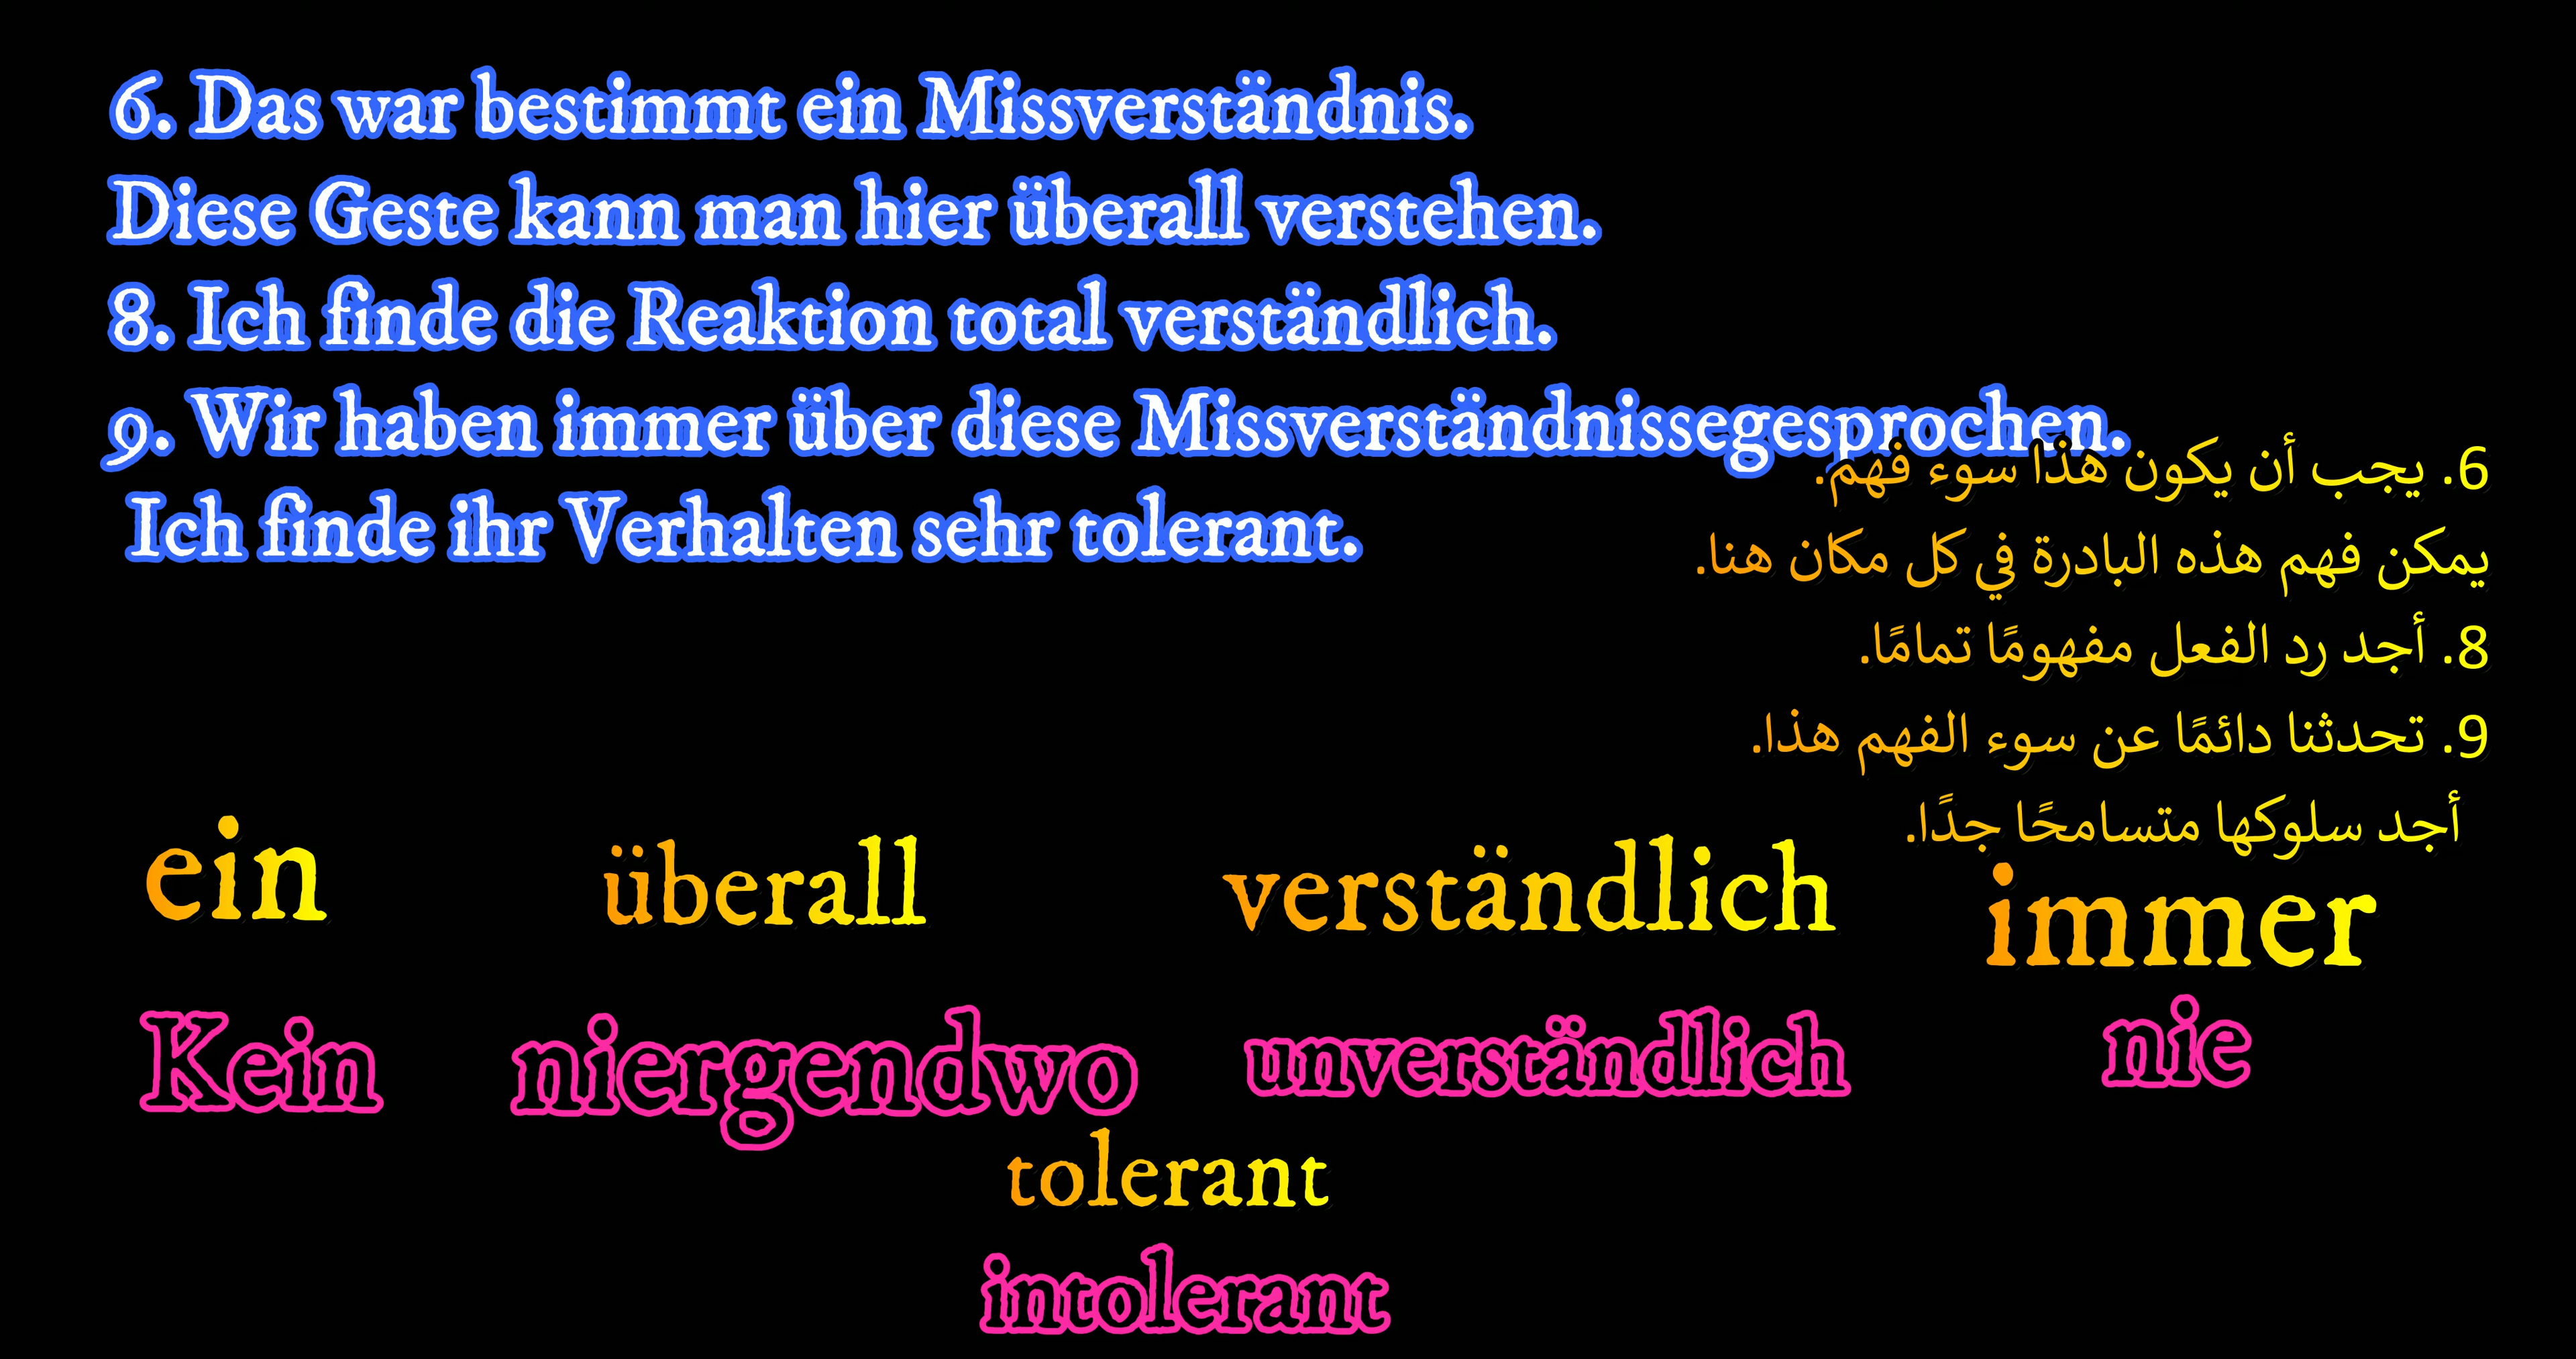 6. Das war bestimmt ein Missverständnis.
Diese Geste kann man hier überall verstehen.
8. Ich finde die Reaktion total verständlich.
9. Wir haben immer über diese Missverständnissegesprochen.
Ich finde ihr Verhalten sehr tolerant.
6. يجب أن يكون هذا سوء فهم.
يمكن فهم هذه البادرة في كل مكان هنا.
8. أجد رد الفعل مفهومًا تمامًا.
9. تحدثنا دائمًا عن سوء الفهم هذا.
أجد سلوكها متسامحًا جدًا.
ein überall verständlich immer
Kein niergendwo unverständlich nie
tolerant
intolerant